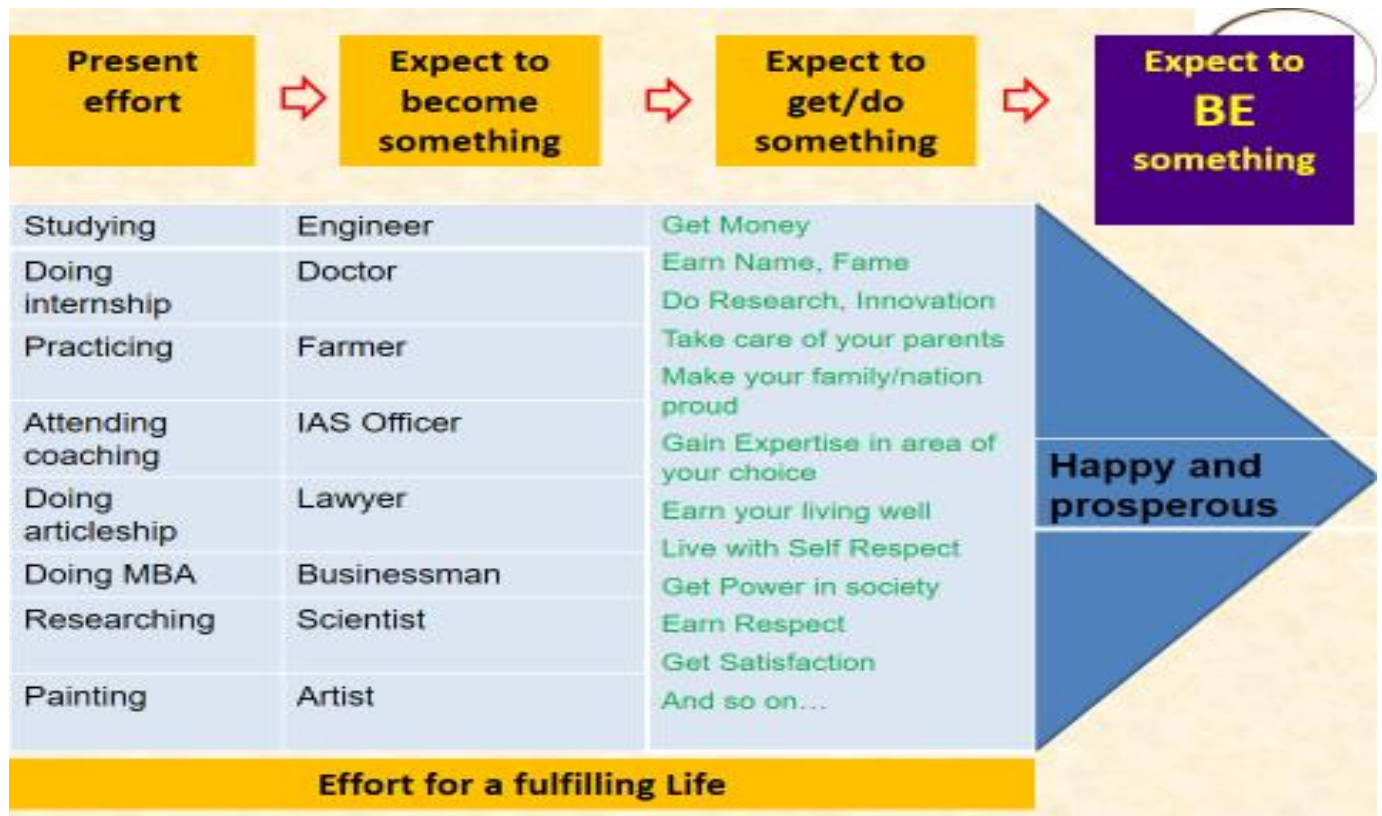 Present
effort
Expect to
become
something
Expect to
get/do
something
Expect to
BE
something
Studying
Engineer
Doing
internship
Doctor
Practicing
Farmer
Attending
coaching
IAS Officer
Doing
articleship
Lawyer
Doing MBA
Businessman
Researching
Scientist
Painting
Artist
Get Money
Earn Name, Fame
Do Research, Innovation
Take care of your parents
Make your family/nation
proud
Gain Expertise in area of
your choice
Earn your living well
Live with Self Respect
Get Power in society
Earn Respect
Get Satisfaction
And so on…
Happy and
prosperous
Effort for a fulfilling Life